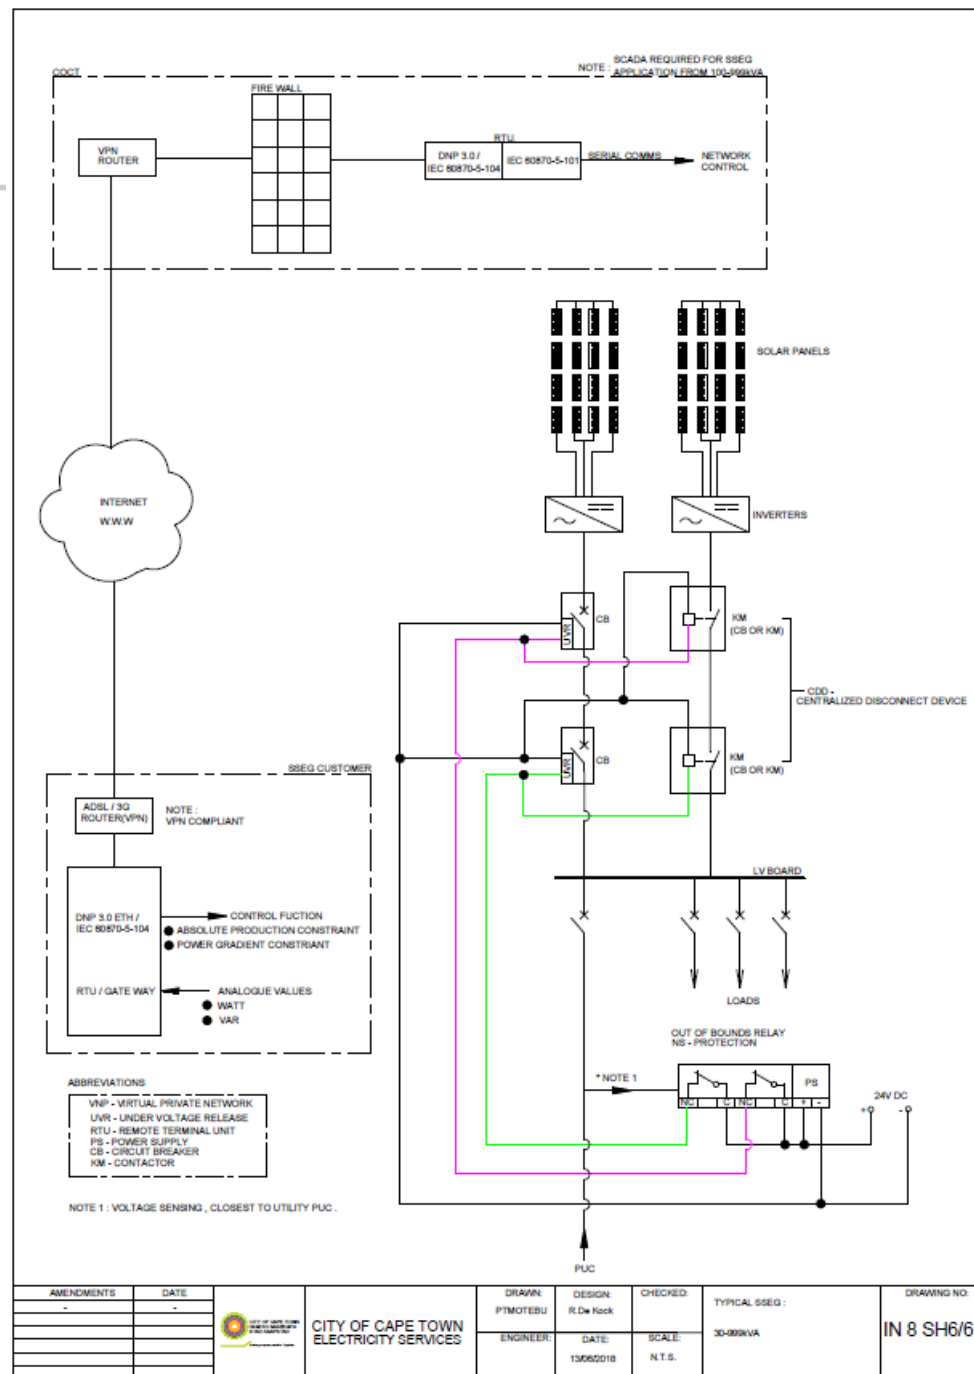 COCT
NOTE : SCADA REQUIRED FOR SSEG
APPLICATION FROM 100-999kVA
FIRE WALL
VPN
ROUTER
RTU.
DNP 3.0 /
IEC 60870-5-104
IEC 60870-5-101
SERIAL COMMS
NETWORK
CONTROL
SOLAR PANELS
INTERNET
W.W.W
INVERTERS
UVR
CB
KM
(CB OR KM)
CDD -
CENTRALIZED DISCONNECT DEVICE
UVR
CB
KM
(CB OR KM)
SSEG CUSTOMER
ADSL / 3G
ROUTER(VPN)
NOTE :
VPN COMPLIANT
LV BOARD
DNP 3.0 ETH /
IEC 60870-5-104
CONTROL FUCTION
ABSOLUTE PRODUCTION CONSTRAINT
POWER GRADIENT CONSTRIANT
RTU / GATE WAY
ANALOGUE VALUES
WATT
VAR
LOADS
OUT OF BOUNDS RELAY
NS - PROTECTION
* NOTE 1
PS
NC C NC C + -
24V DC
+ -
ABBREVIATIONS
VNP - VIRTUAL PRIVATE NETWORK
UVR - UNDER VOLTAGE RELEASE
RTU - REMOTE TERMINAL UNIT
PS - POWER SUPPLY
CB - CIRCUIT BREAKER
KM - CONTACTOR
NOTE 1 : VOLTAGE SENSING , CLOSEST TO UTILITY PUC .
PUC
AMENDMENTS DATE
- -
CITY OF CAPE TOWN
CITY OF CAPE TOWN
ELECTRICITY SERVICES
DRAWN:
PTMOTEBU
DESIGN:
R.De Kock
CHECKED:
ENGINEER:
DATE:
13/06/2018
SCALE:
N.T.S.
TYPICAL SSEG :
30-999kVA
DRAWING NO:
IN 8 SH6/6